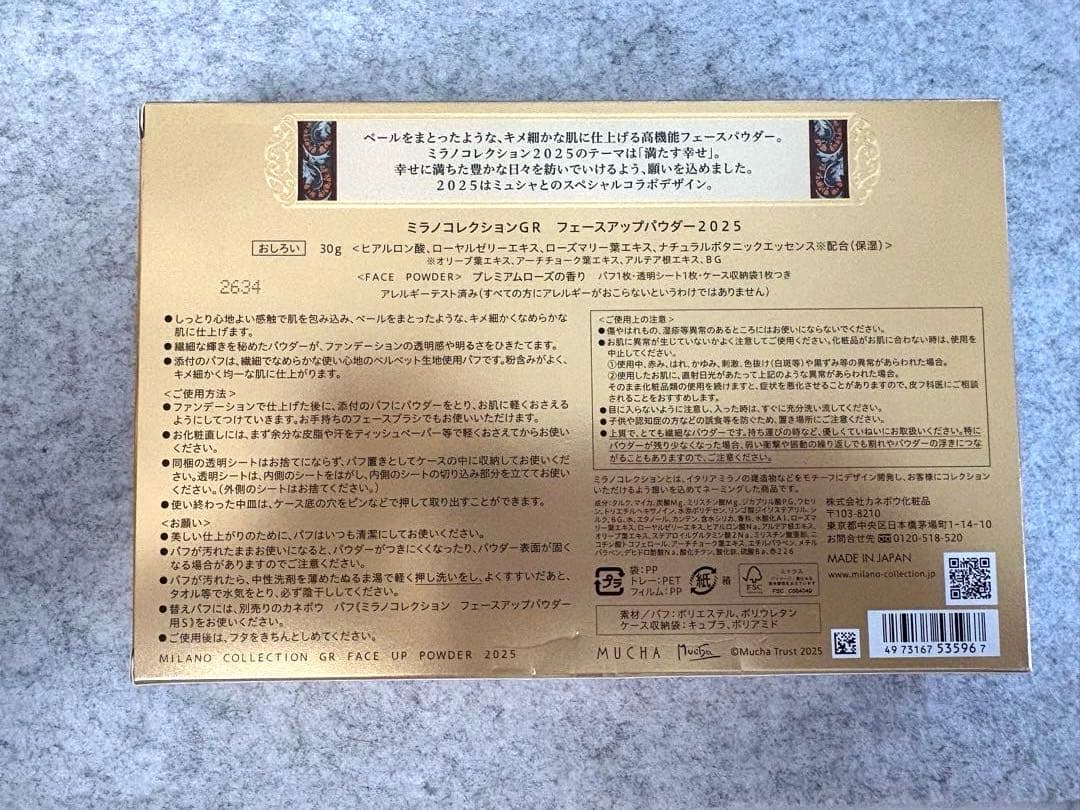 ベールをまとったような、キメ細かな肌に仕上げる高機能フェースパウダー。
ミラノコレクション2025のテーマは「満たす幸せ」。
幸せに満ちた豊かな日々を紡いでいけるよう、願いを込めました。
2025はミュシャとのスペシャルコラボデザイン。
ミラノコレクションGR フェースアップパウダー2025
おしろい 30g <ヒアルロン酸、ローヤルゼリーエキス、ローズマリー葉エキス、ナチュラルボタニックエッセンス※配合(保湿)>
※オリーブ葉エキス、アーチチョーク葉エキス、アルテア根エキス、BG
<FACE POWDER> プレミアムローズの香り パフ1枚・透明シート1枚・ケース収納袋1枚つき
アレルギーテスト済み(すべての方にアレルギーがおこらないというわけではありません)
2634
●しっとり心地よい感触で肌を包み込み、ベールをまとったような、キメ細かくなめらかな
肌に仕上げます。
●繊細な輝きを秘めたパウダーが、ファンデーションの透明感や明るさをひきたてます。
●添付のパフは、繊細でなめらかな使い心地のベルベット生地使用パフです。粉含みがよく、
キメ細かく均一な肌に仕上がります。
<ご使用方法>
●ファンデーションで仕上げた後に、添付のパフにパウダーをとり、お肌に軽くおさえる
ようにしてつけていきます。お手持ちのフェースブラシでもお使いいただけます。
●お化粧直しには、まず余分な皮脂や汗をティッシュペーパー等で軽くおさえてからお使い
ください。
●同梱の透明シートはお捨てにならず、パフ置きとしてケースの中に収納してお使いくだ
さい。透明シートは、内側のシートをはがし、内側のシートの切り込み部分を立ててお使い
ください。(外側のシートはお捨てください。)
●使い終わった中皿は、ケース底の穴をピンなどで押して取り出すことができます。
<お願い>
●美しい仕上がりのために、パフはいつも清潔にしてお使いください。
●パフが汚れたままお使いになると、パウダーがつきにくくなったり、パウダー表面が固く
なる場合がありますのでご注意ください。
●パフが汚れたら、中性洗剤を薄めたぬるま湯で軽く押し洗いをし、よくすすいだあと、
タオル等で水気をとり、必ず陰干ししてください。
●替えパフには、別売りのカネボウ パフ(ミラノコレクション フェースアップパウダー
用S)をお使いください。
●ご使用後は、フタをきちんとしめてください。
MILANO COLLECTION GR FACE UP POWDER 2025
<ご使用上の注意>
●傷やはれもの、湿疹等異常のあるところにはお使いにならないでください。
●お肌に異常が生じていないかよく注意してご使用ください。化粧品がお肌に合わない時は、使用を
中止してください。
①使用中、赤み、はれ、かゆみ、刺激、色抜け(白斑等)や黒ずみ等の異常があらわれた場合。
②使用したお肌に、直射日光があたって上記のような異常があらわれた場合。
そのまま化粧品類の使用を続けますと、症状を悪化させることがありますので、皮フ科医にご相談
されることをおすすめします。
●目に入らないように注意し、入った時は、すぐに充分洗い流してください。
●子供や認知症の方などの誤食等を防ぐため、置き場所にご注意ください。
●上質で、とても繊細なパウダーです。持ち運びの時など、優しくていねいにお取扱いください。特に
パウダーが残り少なくなった場合、弱い衝撃や振動の繰り返しでも割れやパウダーの浮きにつな
がることもありますので、ご注意ください。
ミラノコレクションとは、イタリア ミラノの建造物などをモチーフにデザイン開発し、お客様にコレクション
いただけるよう想いを込めてネーミングした商品です。
株式会社カネボウ化粧品
〒103-8210
東京都中央区日本橋茅場町1-14-10
お問合せ先 0120-518-520
MADE IN JAPAN
www.milano-collection.jp
プラ
袋:PP
トレー:PET
フィルム:PP
紙 箱
ミックス
FSC
素材/パフ:ポリエステル、ポリウレタン
ケース収納袋:キュプラ、ポリアミド
MUCHA Mucha ©Mucha Trust 2025
4 973167 535967